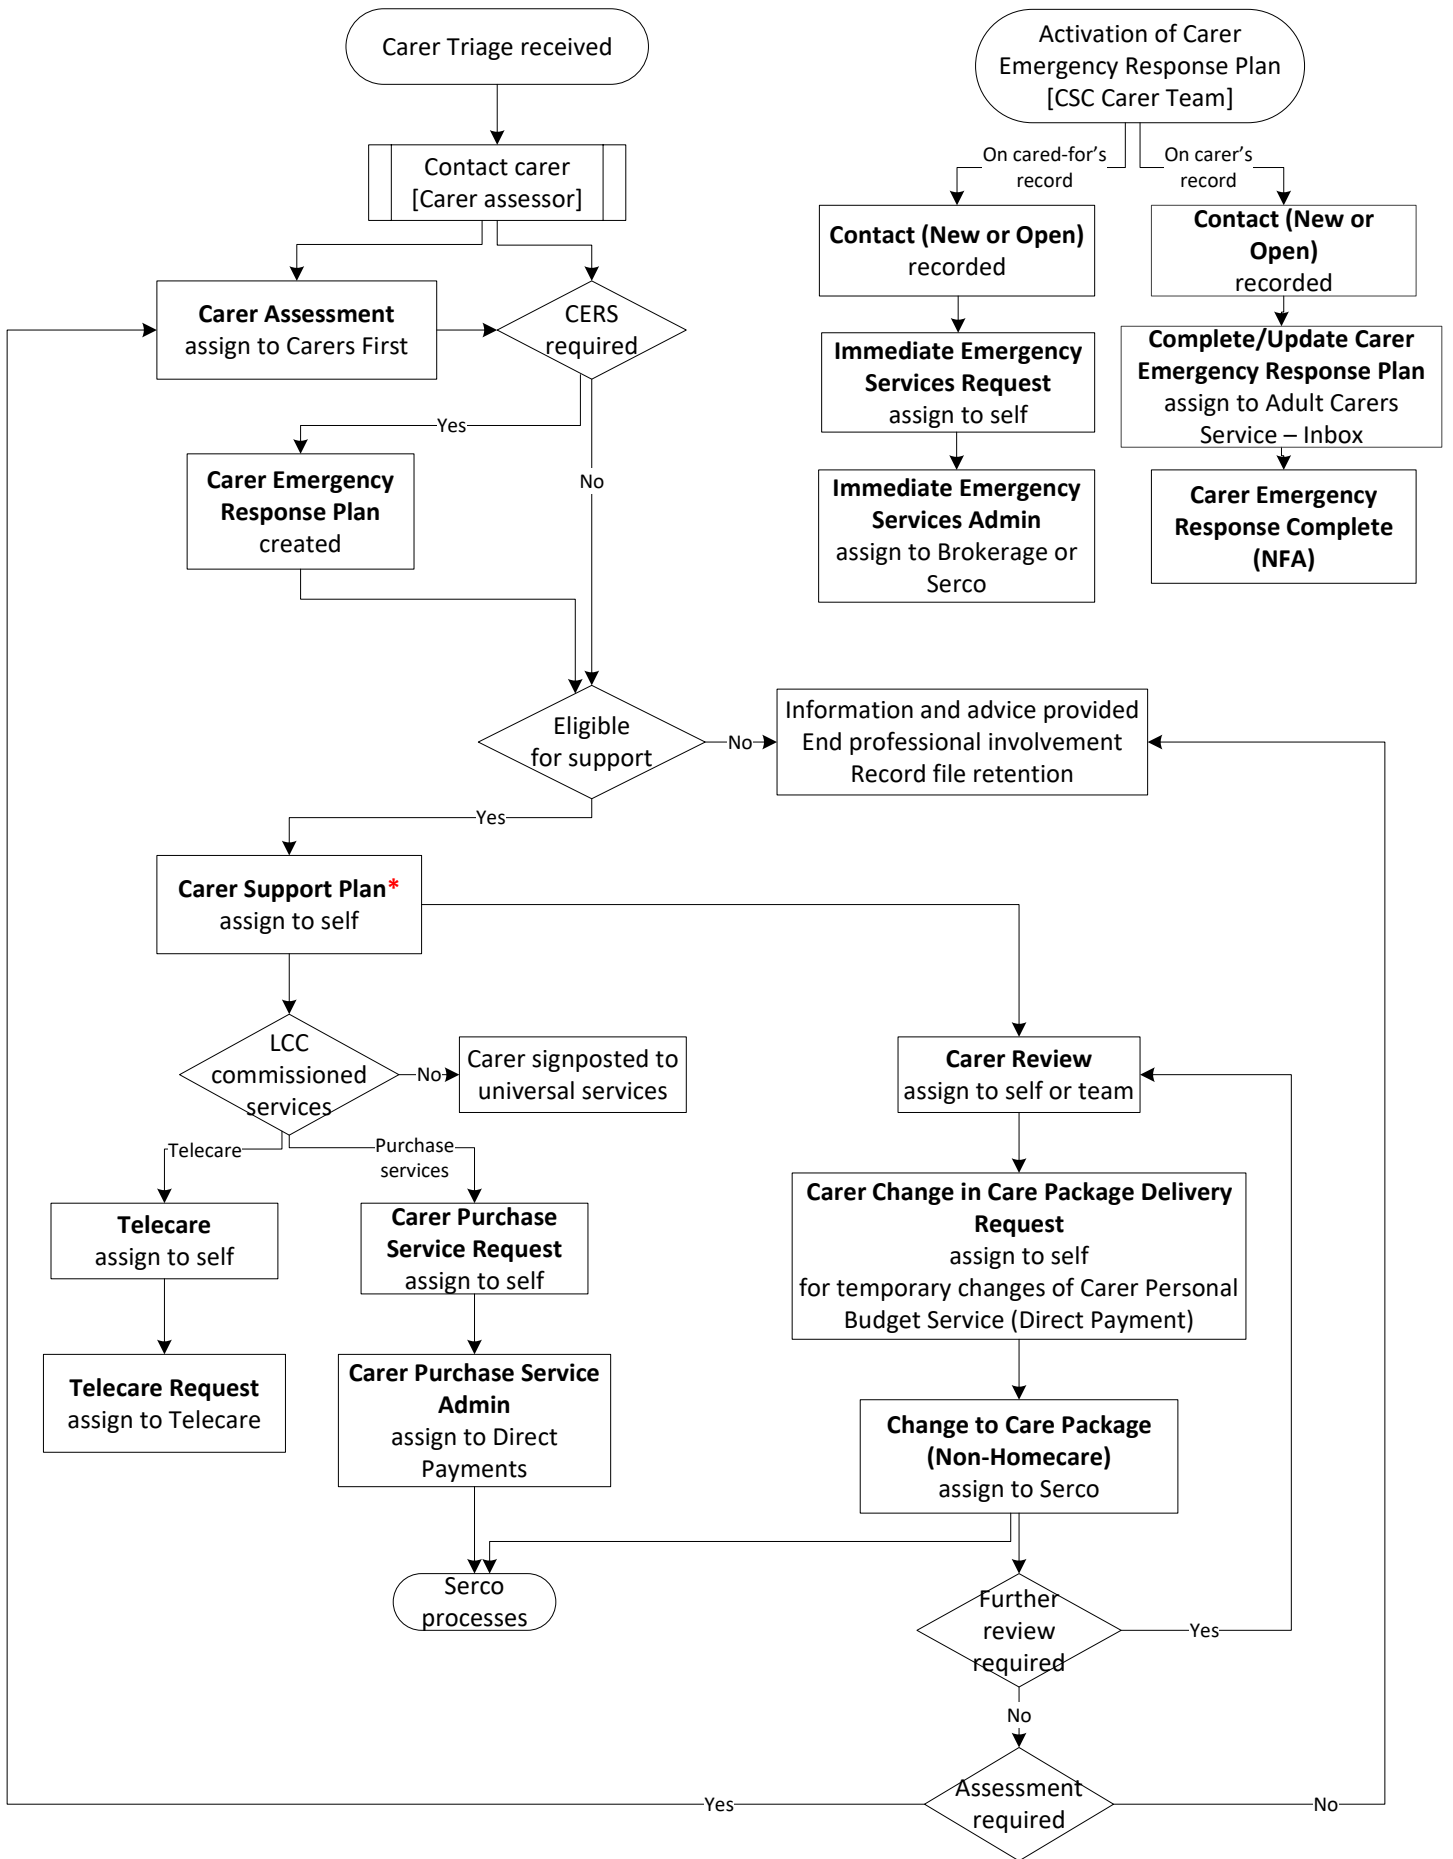 Carer Triage received
Contact carer
[Carer assessor]
Carer Assessment
assign to Carers First
CERS
required
Yes
No
Carer Emergency
Response Plan
created
Activation of Carer
Emergency Response Plan
[CSC Carer Team]
On cared-for's
record
On carer's
record
Contact (New or Open)
recorded
Immediate Emergency
Services Request
assign to self
Immediate Emergency
Services Admin
assign to Brokerage or
Serco
Contact (New or
Open)
recorded
Complete/Update Carer
Emergency Response Plan
assign to Adult Carers
Service – Inbox
Carer Emergency
Response Complete
(NFA)
Eligible
for support
No
Information and advice provided
End professional involvement
Record file retention
Yes
Carer Support Plan*
assign to self
LCC
commissioned
services
No
Carer signposted to
universal services
Telecare
Purchase
services
Telecare
assign to self
Telecare Request
assign to Telecare
Carer Purchase
Service Request
assign to self
Carer Purchase Service
Admin
assign to Direct
Payments
Serco
processes
Carer Review
assign to self or team
Carer Change in Care Package Delivery
Request
assign to self
for temporary changes of Carer Personal
Budget Service (Direct Payment)
Change to Care Package
(Non-Homecare)
assign to Serco
Further
review
required
Yes
No
Assessment
required
Yes
No